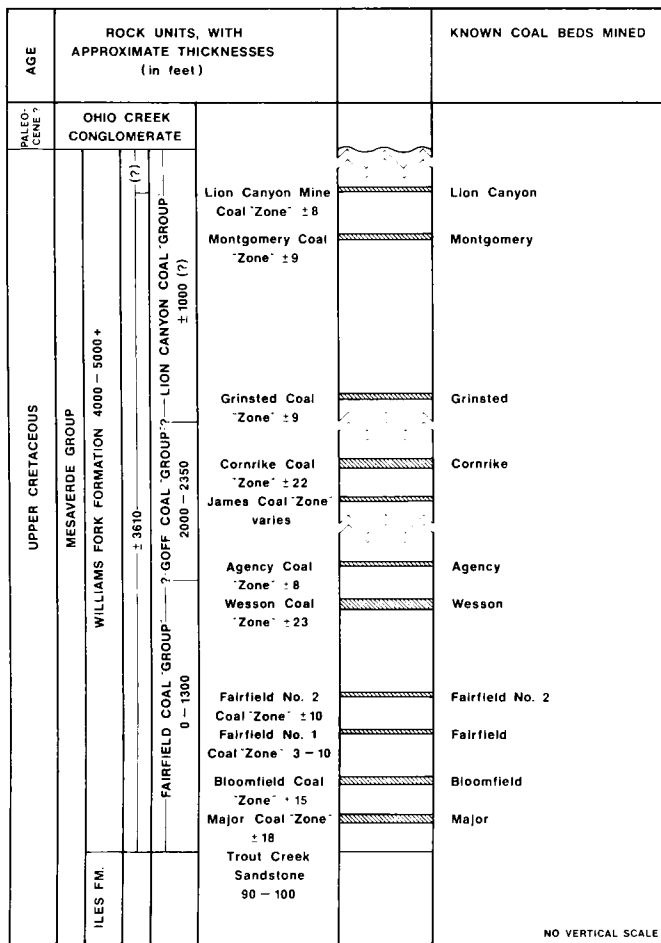 AGE
ROCK UNITS, WITH
APPROXIMATE THICKNESSES
(in feet)
KNOWN COAL BEDS MINED
PALEO-
CENE ?
OHIO CREEK
CONGLOMERATE
UPPER CRETACEOUS
MESAVERDE GROUP
WILLIAMS FORK FORMATION 4000 – 5000 +
ILES FM.
(?)
± 3610
LION CANYON COAL "GROUP"
± 1000 (?)
?
GOFF COAL "GROUP"
2000 – 2350
?
FAIRFIELD COAL "GROUP"
0 – 1300
Lion Canyon Mine
Coal "Zone" ± 8
Lion Canyon
Montgomery Coal
"Zone" ± 9
Montgomery
Grinsted Coal
"Zone" ± 9
Grinsted
Cornrike Coal
"Zone" ± 22
Cornrike
James Coal "Zone"
varies
Agency Coal
"Zone" ± 8
Agency
Wesson Coal
"Zone" ± 23
Wesson
Fairfield No. 2
Coal "Zone" ± 10
Fairfield No. 2
Fairfield No. 1
Coal "Zone" 3 – 10
Fairfield
Bloomfield Coal
"Zone" ± 15
Bloomfield
Major Coal "Zone"
± 18
Major
Trout Creek
Sandstone
90 – 100
NO VERTICAL SCALE